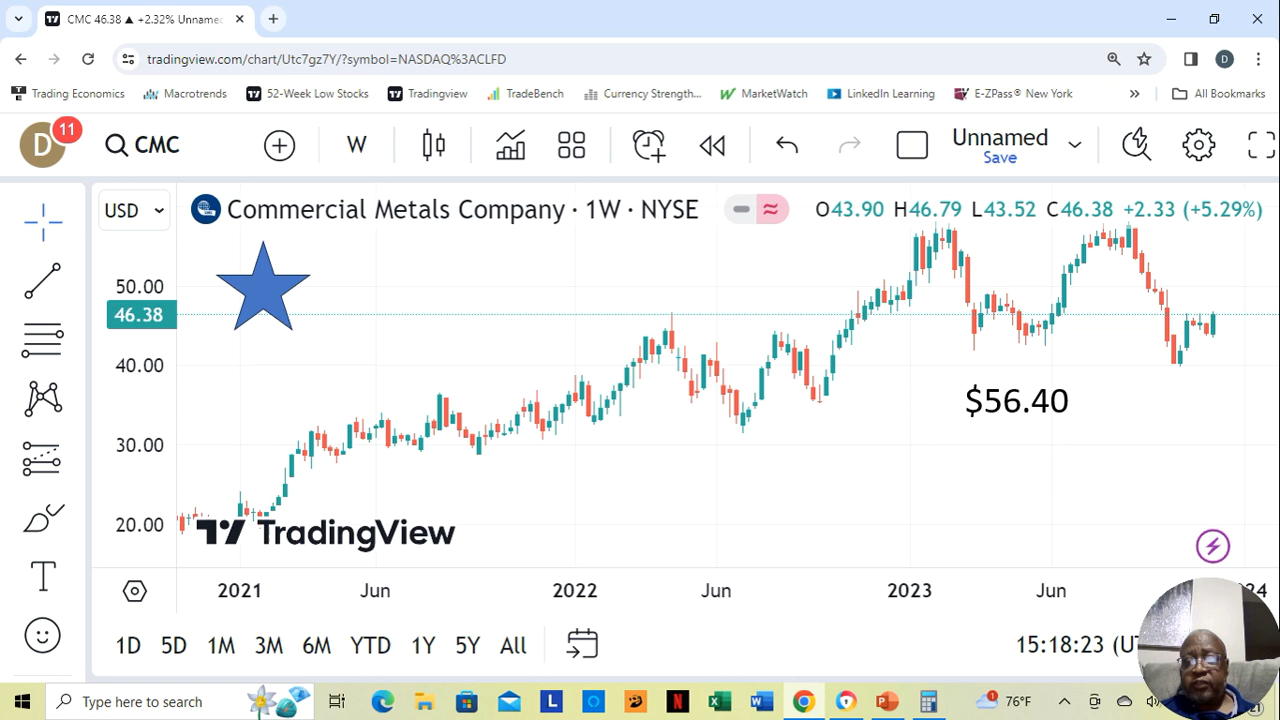 CMC 46.38 ▲ +2.32% Unname
tradingview.com/chart/Utc7gz7Y/?symbol=NASDAQ%3ACLFD
D
Trading Economics
Macrotrends
52-Week Low Stocks
Tradingview
TradeBench
Currency Strength...
MarketWatch
LinkedIn Learning
E-ZPass® New York
»
All Bookmarks
D
11
CMC
W
Unnamed
Save
USD
Commercial Metals Company · 1W · NYSE
O43.90 H46.79 L43.52 C46.38 +2.33 (+5.29%)
50.00
46.38
40.00
30.00
20.00
$56.40
TradingView
2021
Jun
2022
Jun
2023
Jun
24
1D
5D
1M
3M
6M
YTD
1Y
5Y
All
15:18:23 (U
Type here to search
76°F